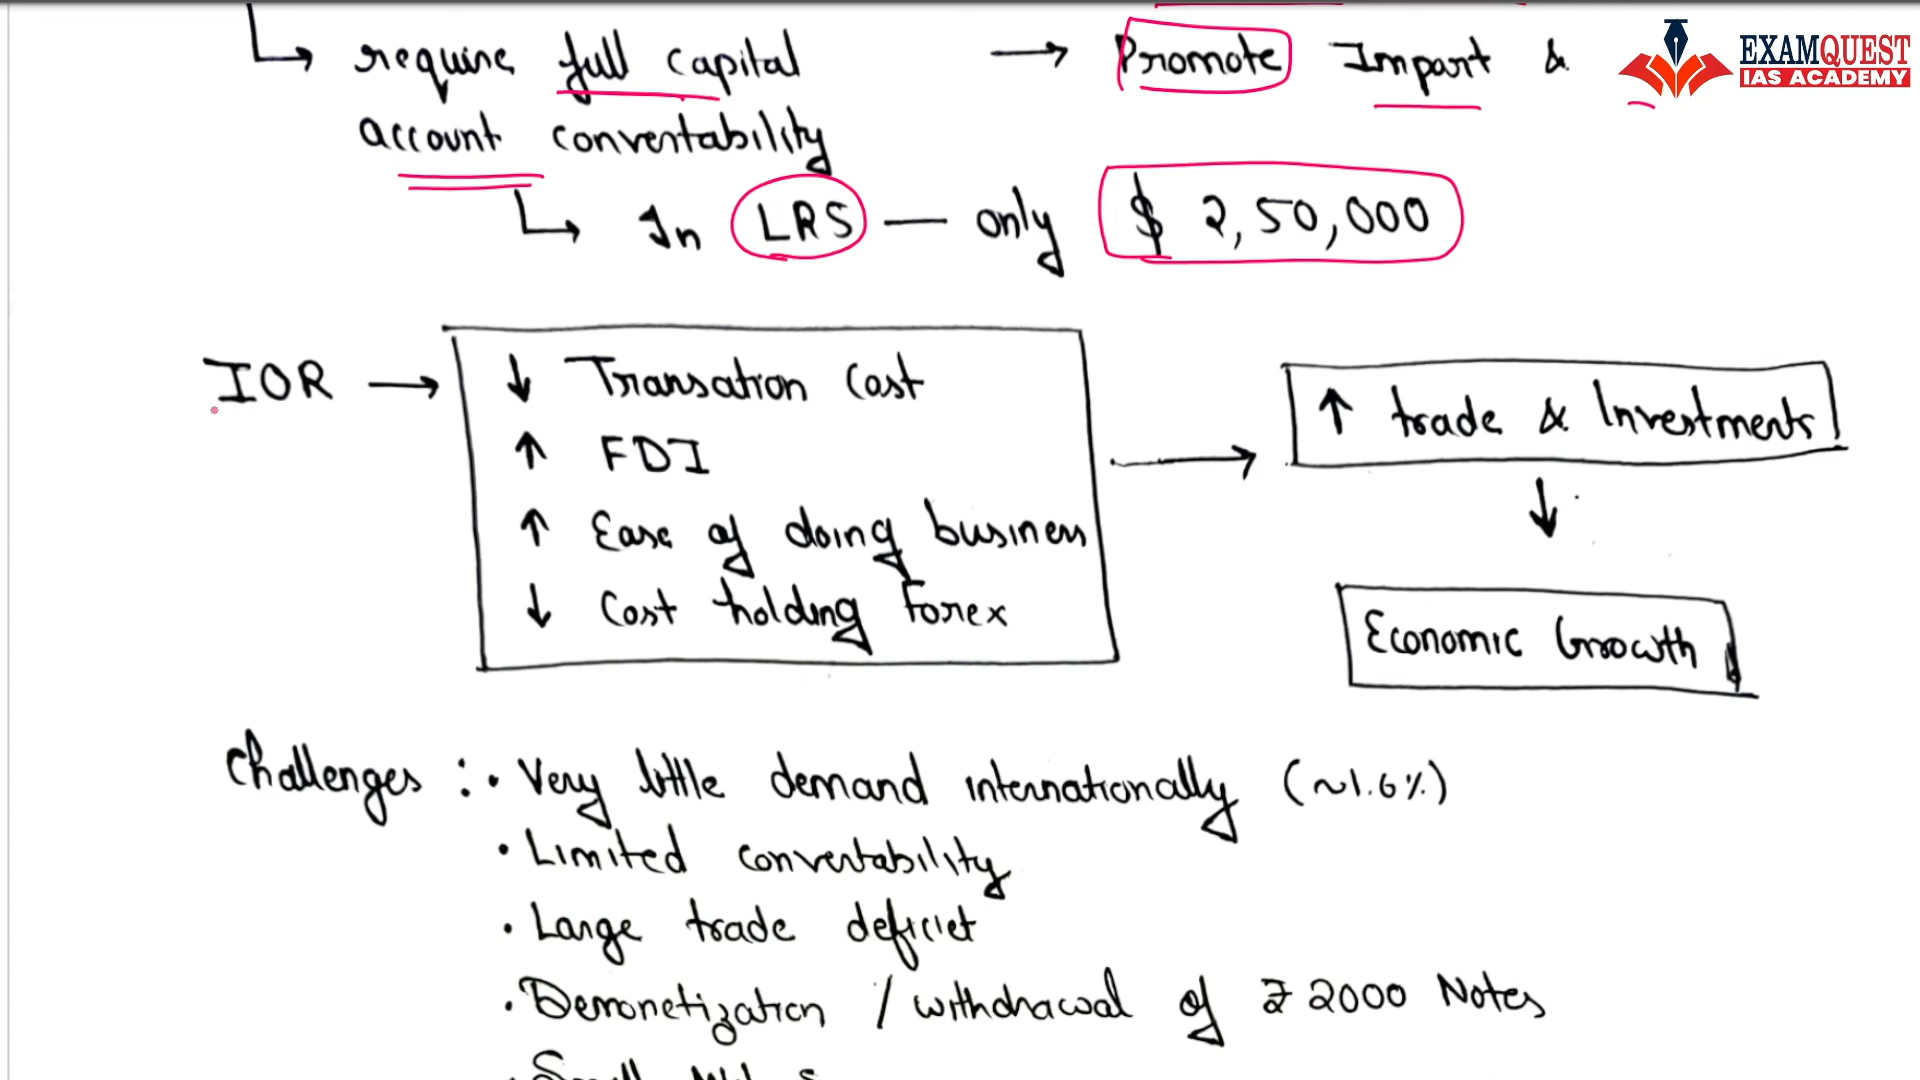 ↳ require full capital → Promote Import &
account convertability
↳ In LRS — only $ 2,50,000
EXAMQUEST
IAS ACADEMY
IOR →
↓ Transation Cost
↑ FDI
↑ Ease of doing business
↓ Cost holding Forex
→
↑ trade & Investments
↓
Economic Growth
Challenges : • Very little demand internationally (~1.6%)
• Limited convertability
• Large trade deficiet
• Demonetization / withdrawal of ₹ 2000 Notes